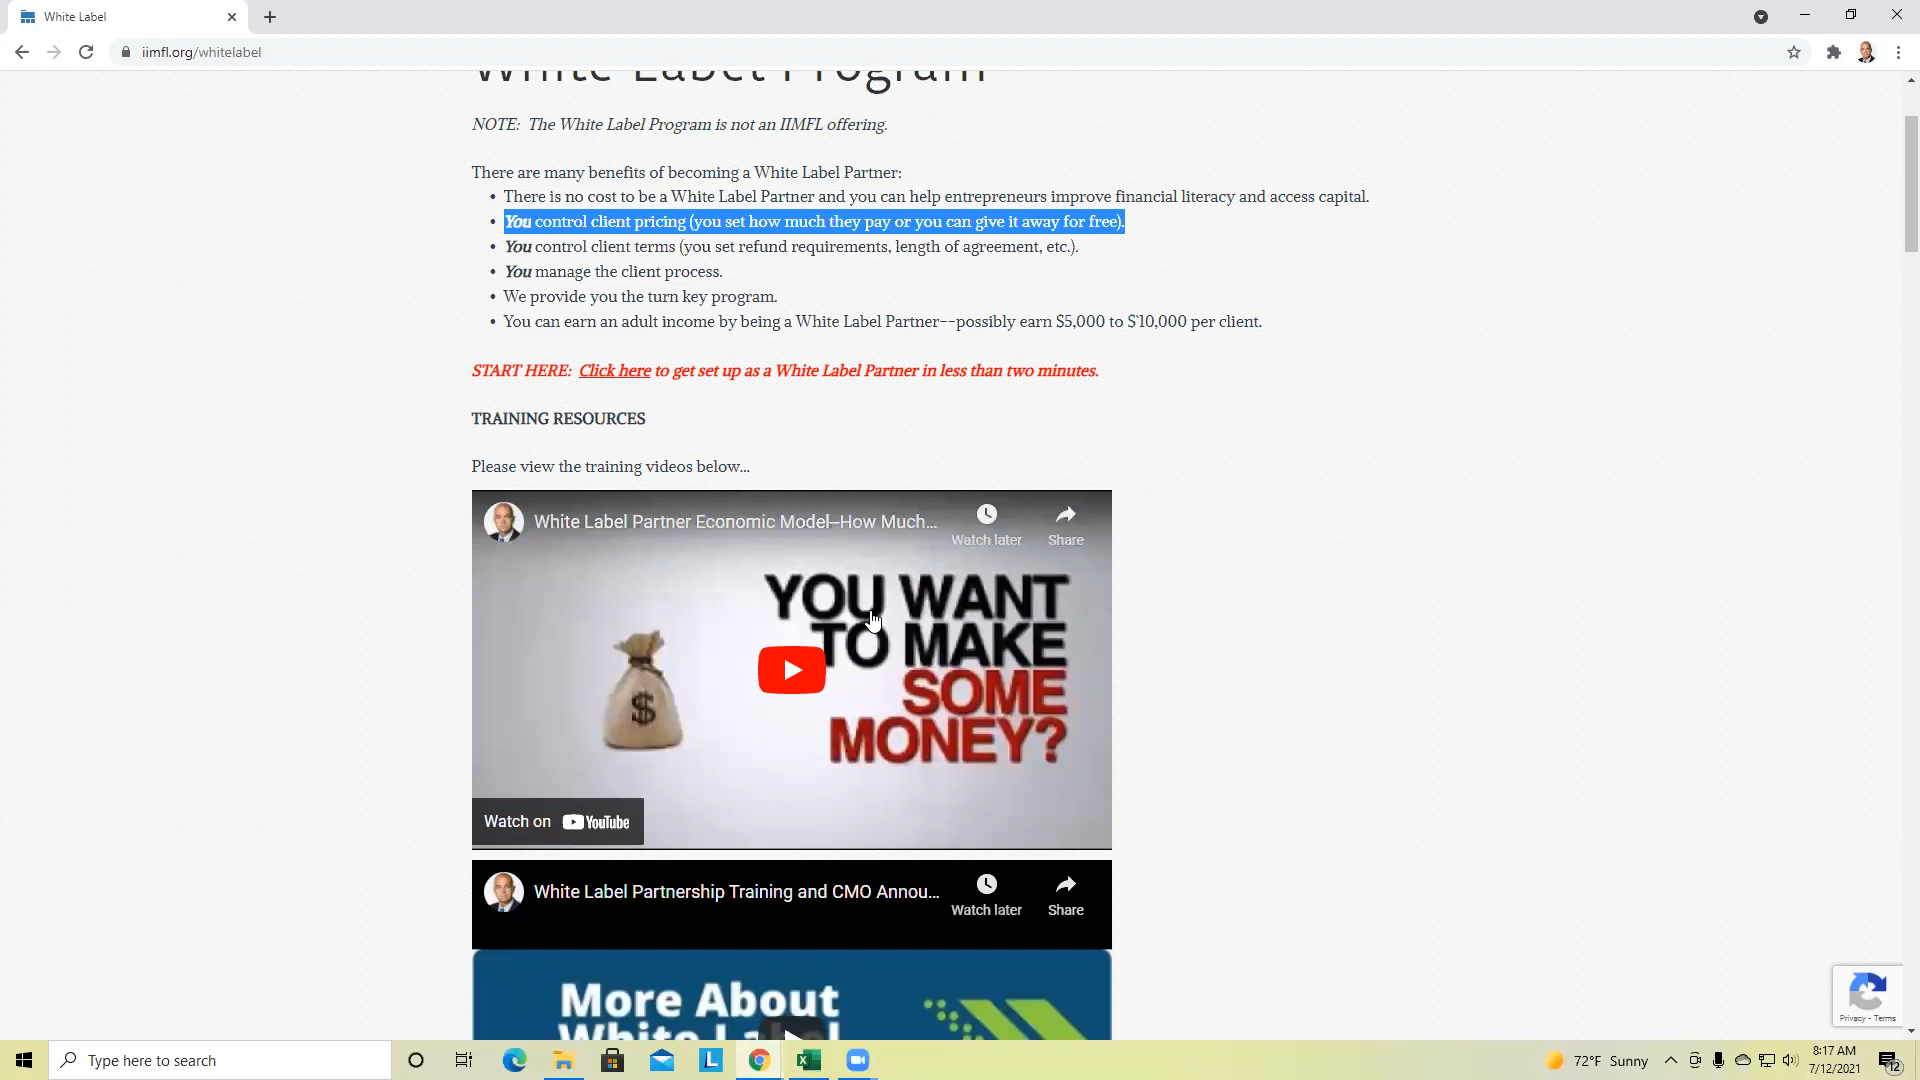 White Label
iimfl.org/whitelabel
White Label Program
NOTE:  The White Label Program is not an IIMFL offering.
There are many benefits of becoming a White Label Partner:
• There is no cost to be a White Label Partner and you can help entrepreneurs improve financial literacy and access capital.
• You control client pricing (you set how much they pay or you can give it away for free).
• You control client terms (you set refund requirements, length of agreement, etc.).
• You manage the client process.
• We provide you the turn key program.
• You can earn an adult income by being a White Label Partner--possibly earn $5,000 to $`10,000 per client.
START HERE:  Click here to get set up as a White Label Partner in less than two minutes.
TRAINING RESOURCES
Please view the training videos below...
White Label Partner Economic Model--How Much...
Watch later
Share
YOU WANT
TO MAKE
SOME
MONEY?
$
Watch on YouTube
White Label Partnership Training and CMO Annou...
Watch later
Share
More About
White Label
Privacy - Terms
Type here to search
72°F Sunny
8:17 AM
7/12/2021
12